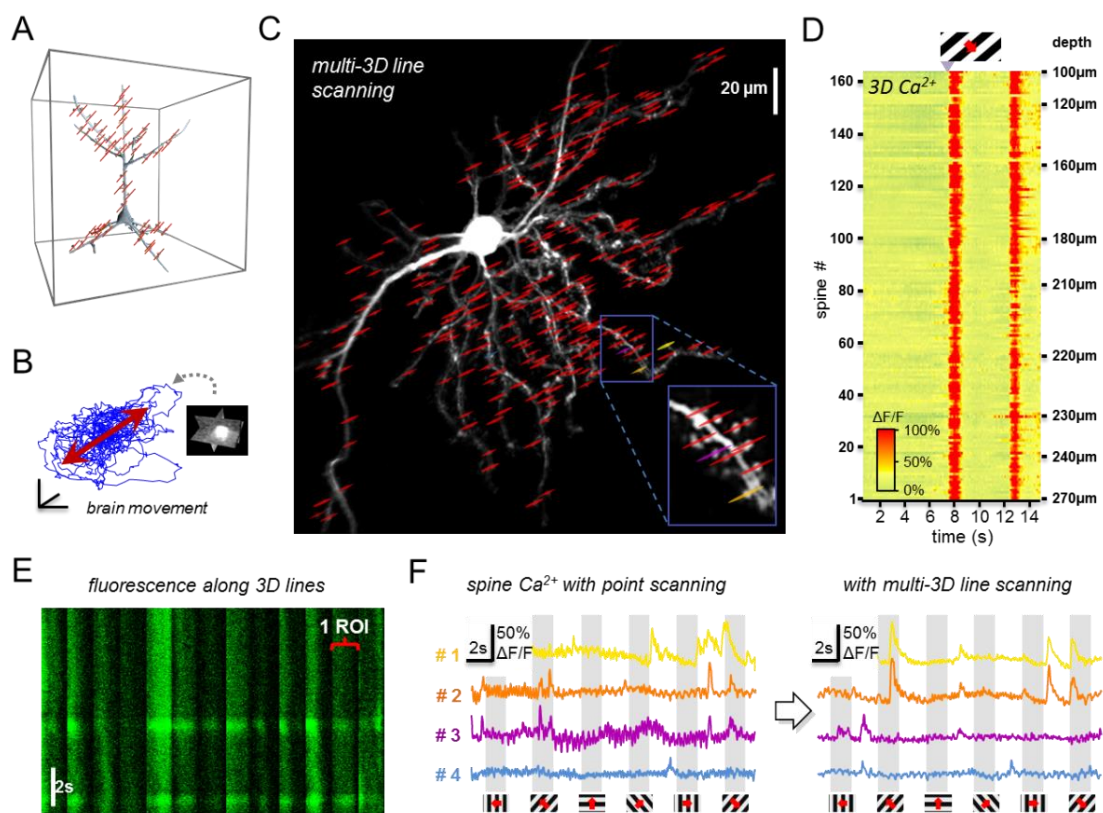 A
B
brain movement
C
multi-3D line
scanning
20 µm
D
depth
3D Ca²⁺
160
140
120
100
80
60
40
20
1
spine #
100µm
120µm
160µm
180µm
210µm
220µm
230µm
240µm
270µm
ΔF/F
100%
50%
0%
2 4 6 8 10 12 14
time (s)
E
fluorescence along 3D lines
1 ROI
2s
F
spine Ca²⁺ with point scanning
50%
2s ΔF/F
# 1
# 2
# 3
# 4
with multi-3D line scanning
50%
2s ΔF/F